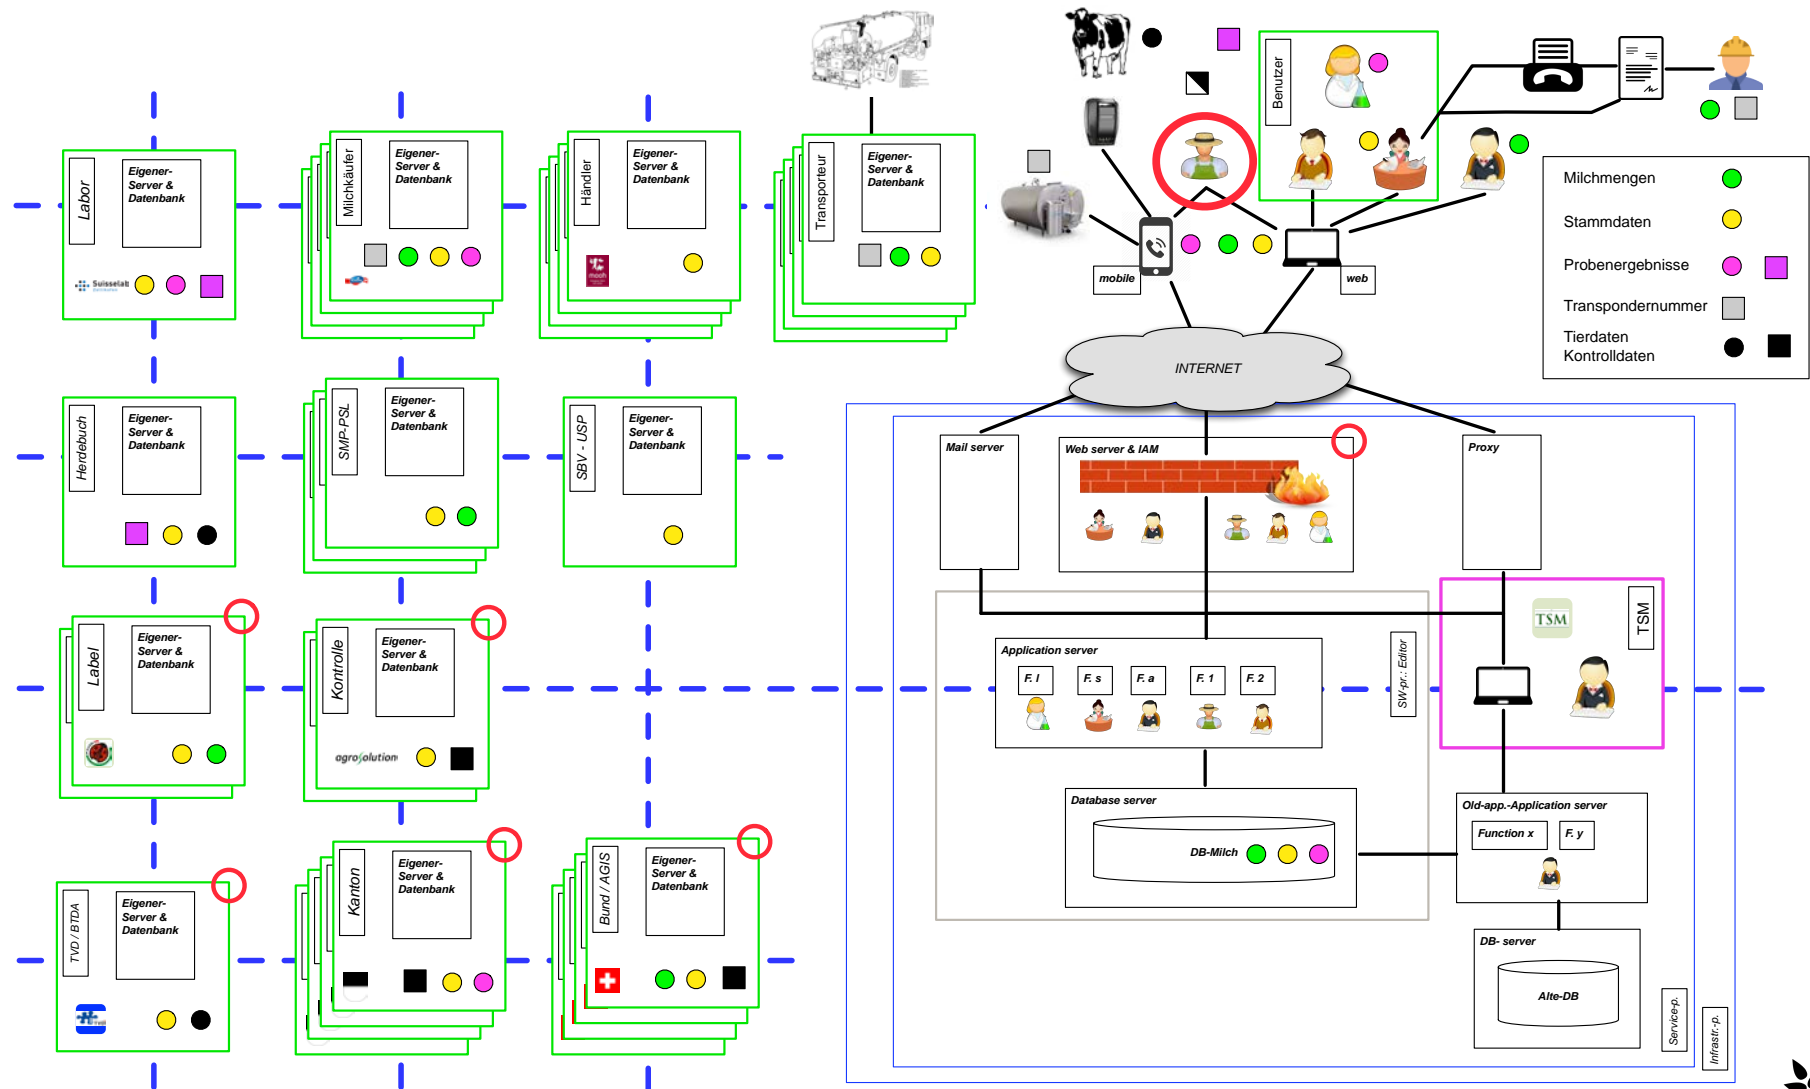 Labor
Eigener-
Server &
Datenbank
Suisselab
Milchkäufer
Eigener-
Server &
Datenbank
Händler
Eigener-
Server &
Datenbank
mooh
Transporteur
Eigener-
Server &
Datenbank
Benutzer
mobile
web
Milchmengen
Stammdaten
Probenergebnisse
Transpondernummer
Tierdaten
Kontrolldaten
INTERNET
Herdebuch
Eigener-
Server &
Datenbank
SMP-PSL
Eigener-
Server &
Datenbank
SBV - USP
Eigener-
Server &
Datenbank
Mail server
Web server & IAM
Proxy
Label
Eigener-
Server &
Datenbank
Kontrolle
Eigener-
Server &
Datenbank
agrosolution
SW-pr.: Editor
TSM
TSM
Application server
F. l
F. s
F. a
F. 1
F. 2
Database server
DB-Milch
Old-app.-Application server
Function x
F. y
TVD / BTDA
Eigener-
Server &
Datenbank
Kanton
Eigener-
Server &
Datenbank
Bund / AGIS
Eigener-
Server &
Datenbank
DB- server
Alte-DB
Service-p.
Infrastr.-p.